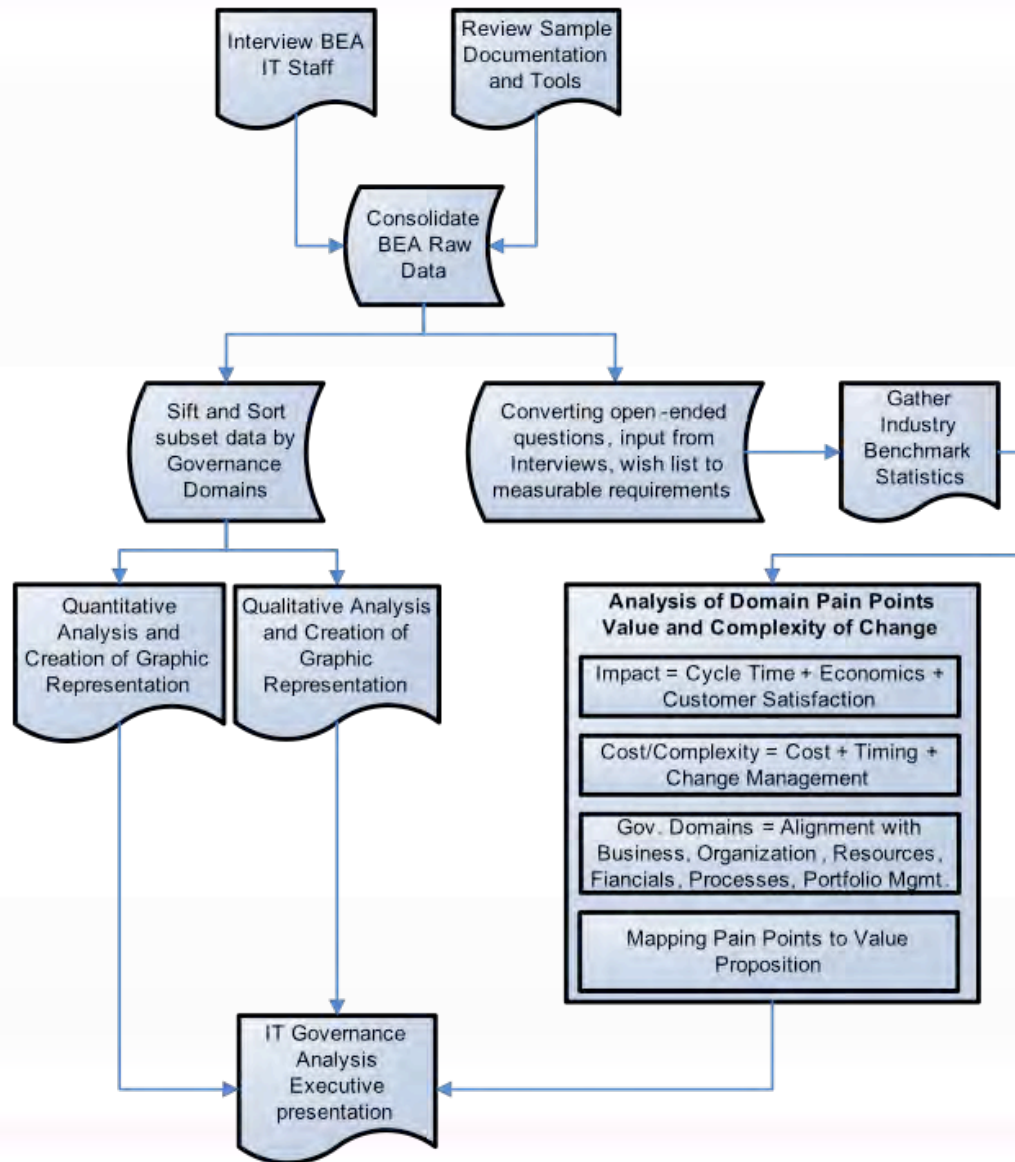 Interview BEA
IT Staff
Review Sample
Documentation
and Tools
Consolidate
BEA Raw
Data
Sift and Sort
subset data by
Governance
Domains
Converting open -ended
questions, input from
Interviews, wish list to
measurable requirements
Gather
Industry
Benchmark
Statistics
Quantitative
Analysis and
Creation of Graphic
Representation
Qualitative Analysis
and Creation of
Graphic
Representation
Analysis of Domain Pain Points
Value and Complexity of Change
Impact = Cycle Time + Economics +
Customer Satisfaction
Cost/Complexity = Cost + Timing +
Change Management
Gov. Domains = Alignment with
Business, Organization , Resources,
Fiancials, Processes, Portfolio Mgmt.
Mapping Pain Points to Value
Proposition
IT Governance
Analysis
Executive
presentation